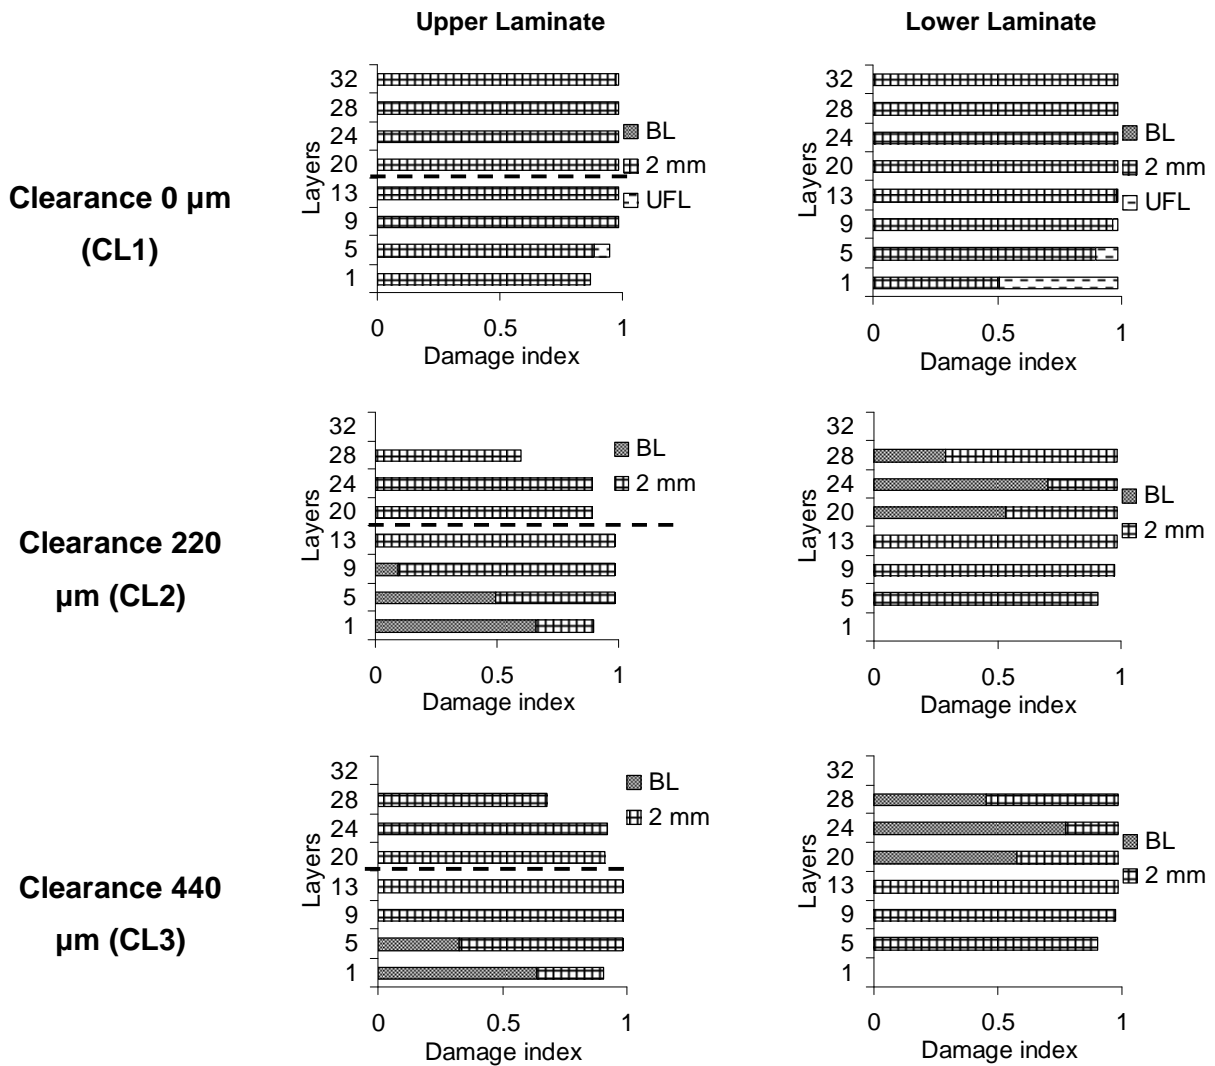 Upper Laminate
Lower Laminate
Clearance 0 µm
(CL1)
Layers
32
28
24
20
13
9
5
1
0
0.5
1
Damage index
BL
2 mm
UFL
Layers
32
28
24
20
13
9
5
1
0
0.5
1
Damage index
BL
2 mm
UFL
Clearance 220
µm (CL2)
Layers
32
28
24
20
13
9
5
1
0
0.5
1
Damage index
BL
2 mm
Layers
32
28
24
20
13
9
5
1
0
0.5
1
Damage index
BL
2 mm
Clearance 440
µm (CL3)
Layers
32
28
24
20
13
9
5
1
0
0.5
1
Damage index
BL
2 mm
Layers
32
28
24
20
13
9
5
1
0
0.5
1
Damage index
BL
2 mm